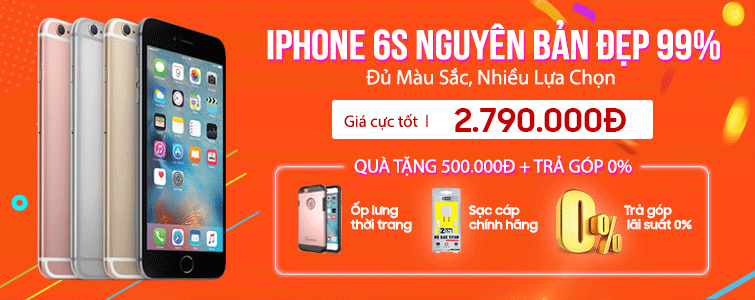 IPHONE 6S NGUYÊN BẢN ĐẸP 99%
Đủ Màu Sắc, Nhiều Lựa Chọn
Giá cực tốt | 2.790.000Đ
QUÀ TẶNG 500.000Đ + TRẢ GÓP 0%
Ốp lưng
thời trang
Sạc cáp
chính hãng
0%
Trả góp
lãi suất 0%